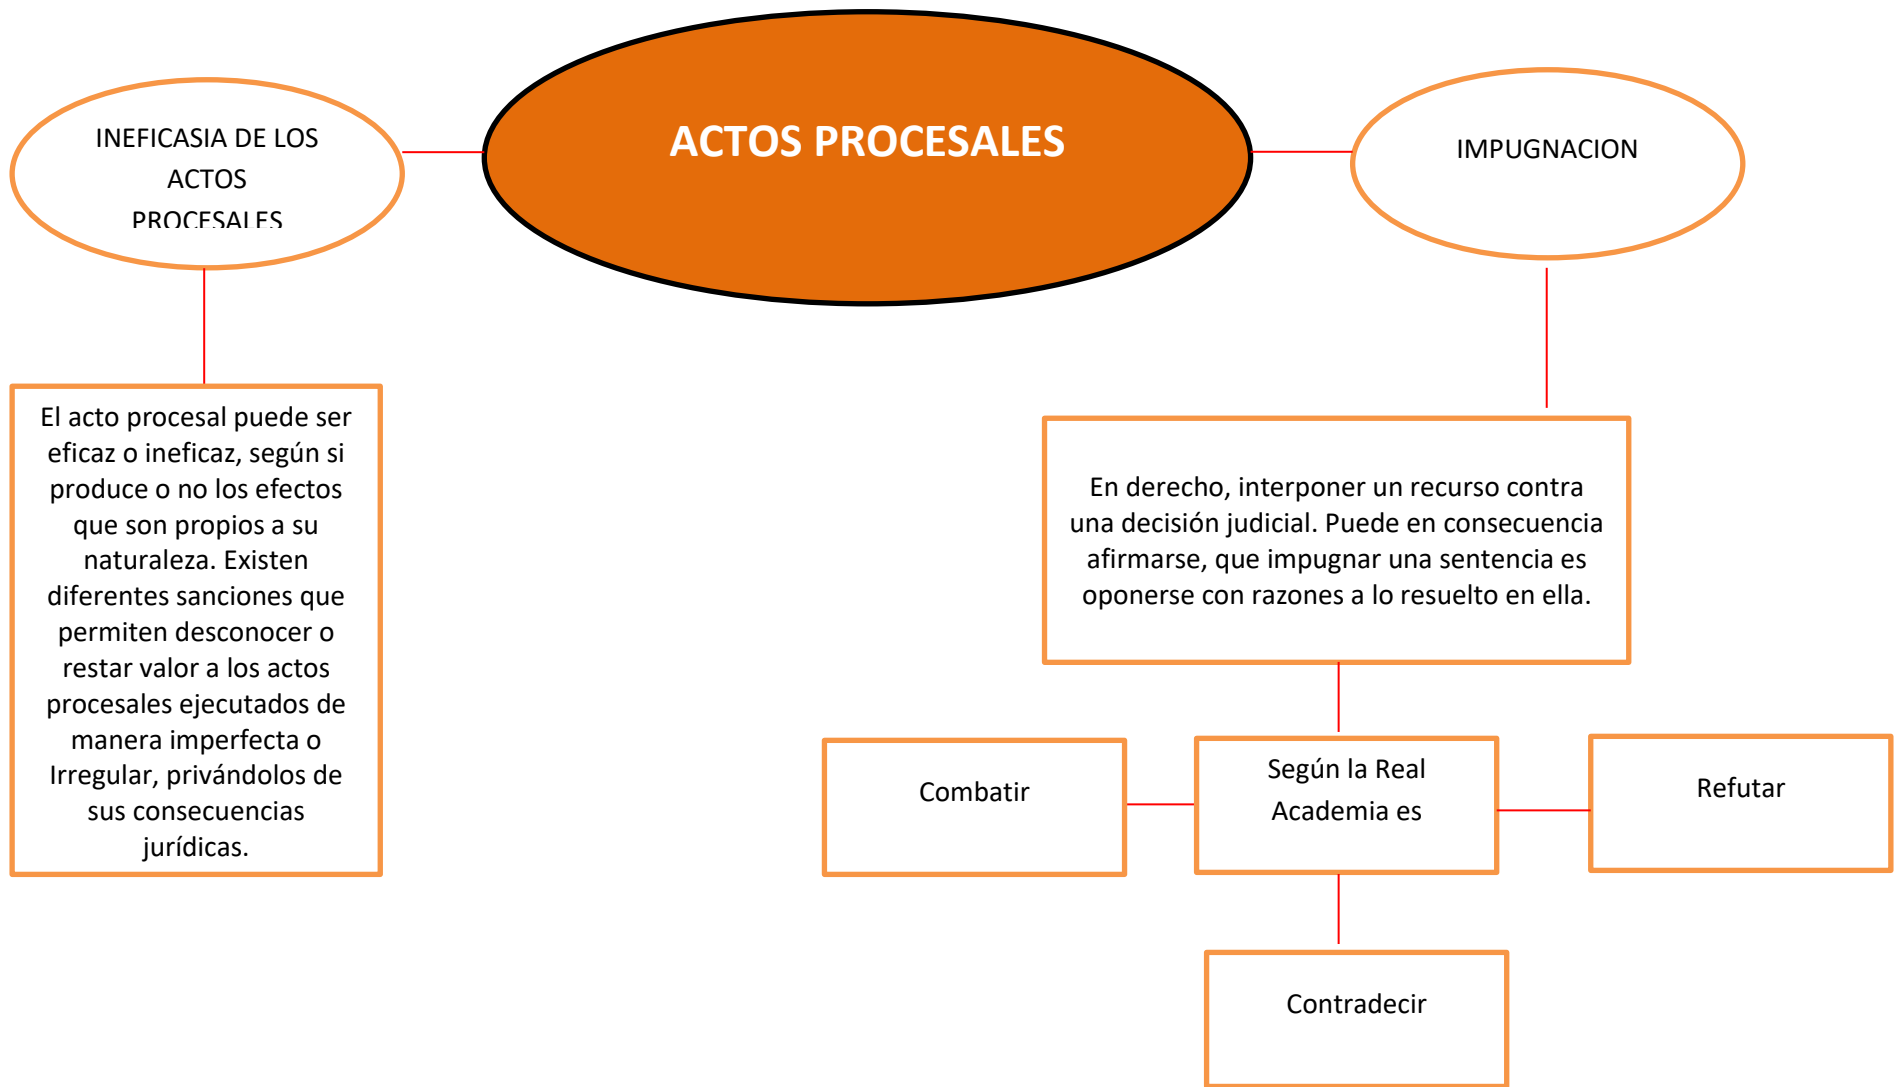 ACTOS PROCESALES
INEFICASIA DE LOS
ACTOS
PROCESALES
IMPUGNACION
El acto procesal puede ser
eficaz o ineficaz, según si
produce o no los efectos
que son propios a su
naturaleza. Existen
diferentes sanciones que
permiten desconocer o
restar valor a los actos
procesales ejecutados de
manera imperfecta o
Irregular, privándolos de
sus consecuencias
jurídicas.
En derecho, interponer un recurso contra
una decisión judicial. Puede en consecuencia
afirmarse, que impugnar una sentencia es
oponerse con razones a lo resuelto en ella.
Combatir
Según la Real
Academia es
Refutar
Contradecir